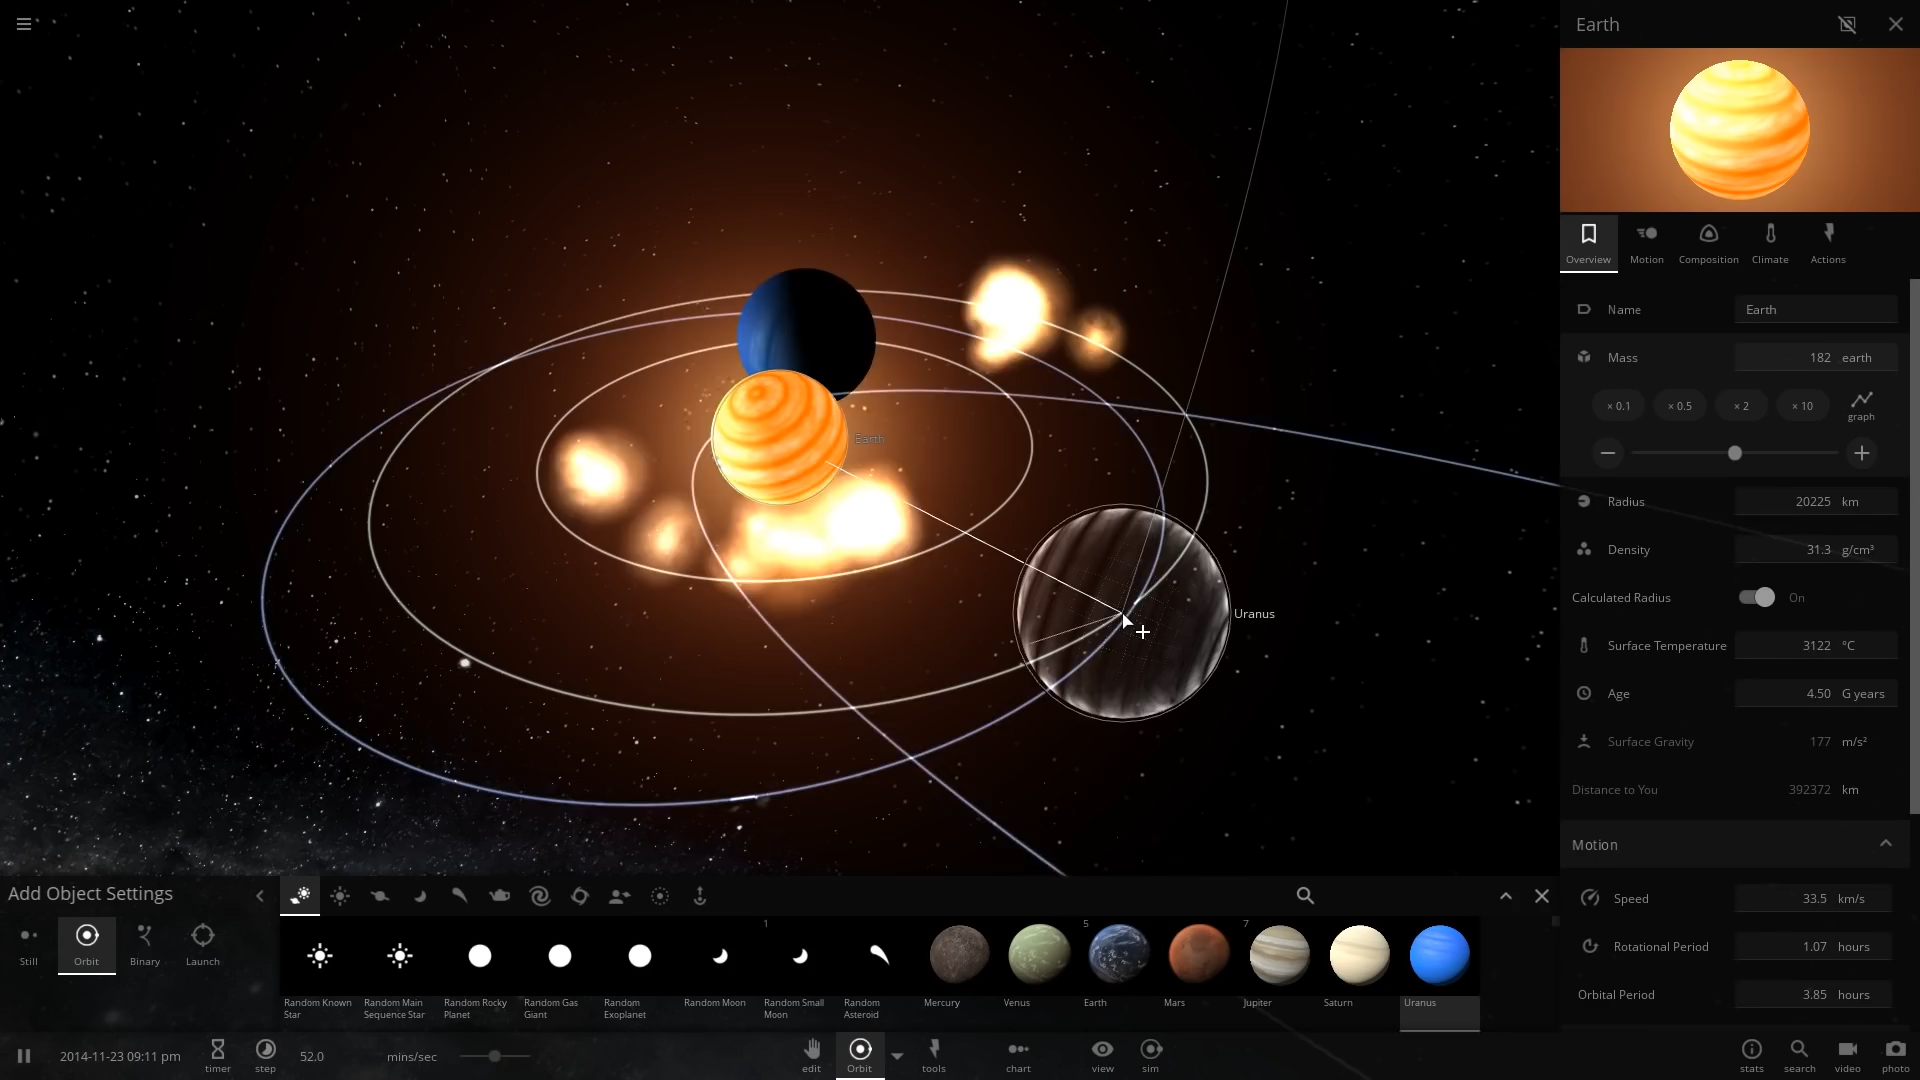 Earth
Overview
Motion
Composition
Climate
Actions
Name
Earth
Mass
182 earth
× 0.1
× 0.5
× 2
× 10
graph
Radius
20225 km
Density
31.3 g/cm³
Calculated Radius
On
Surface Temperature
3122 °C
Age
4.50 G years
Surface Gravity
177 m/s²
Distance to You
392372 km
Motion
Speed
33.5 km/s
Rotational Period
1.07 hours
Orbital Period
3.85 hours
Earth
Uranus
Add Object Settings
Still
Orbit
Binary
Launch
1
5
7
Random Known
Star
Random Main
Sequence Star
Random Rocky
Planet
Random Gas
Giant
Random
Exoplanet
Random Moon
Random Small
Moon
Random
Asteroid
Mercury
Venus
Earth
Mars
Jupiter
Saturn
Uranus
2014-11-23 09:11 pm
timer
step
52.0
mins/sec
edit
Orbit
tools
chart
view
sim
stats
search
video
photo